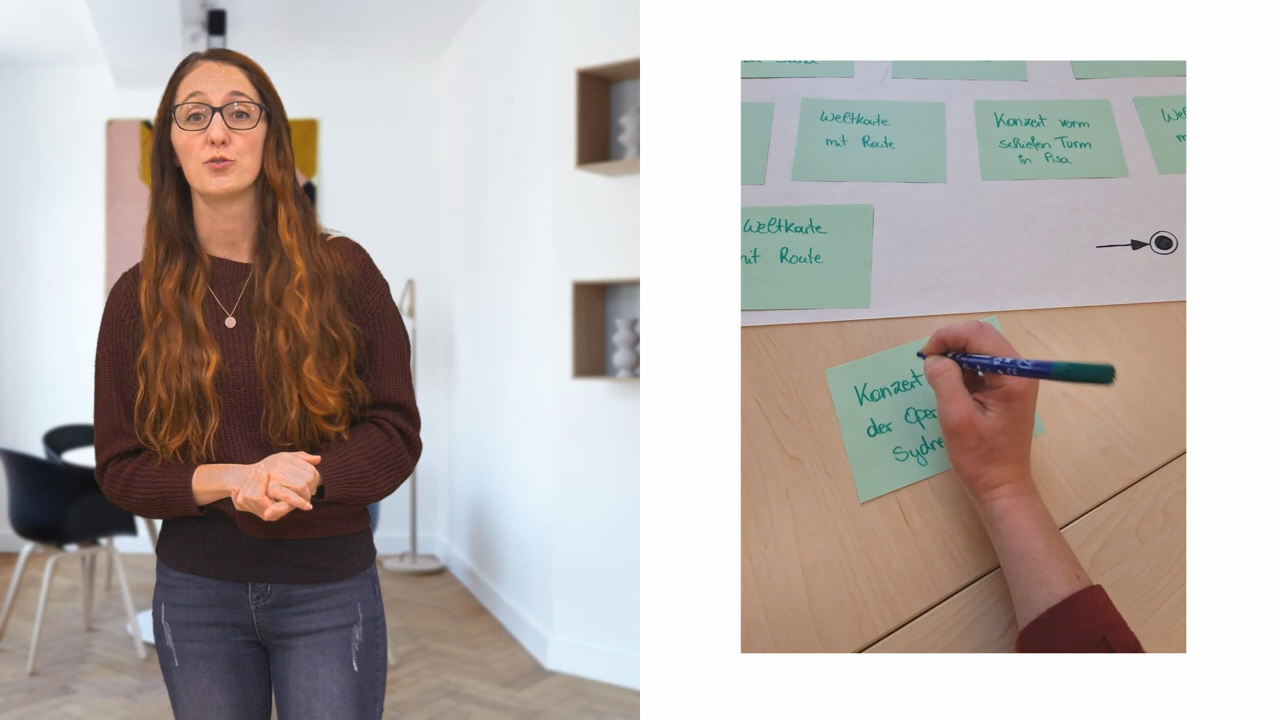 Weltkarte
mit Route
Konzert vorm
schiefen Turm
in Pisa
Weltkarte
mit Route
Konzert
der